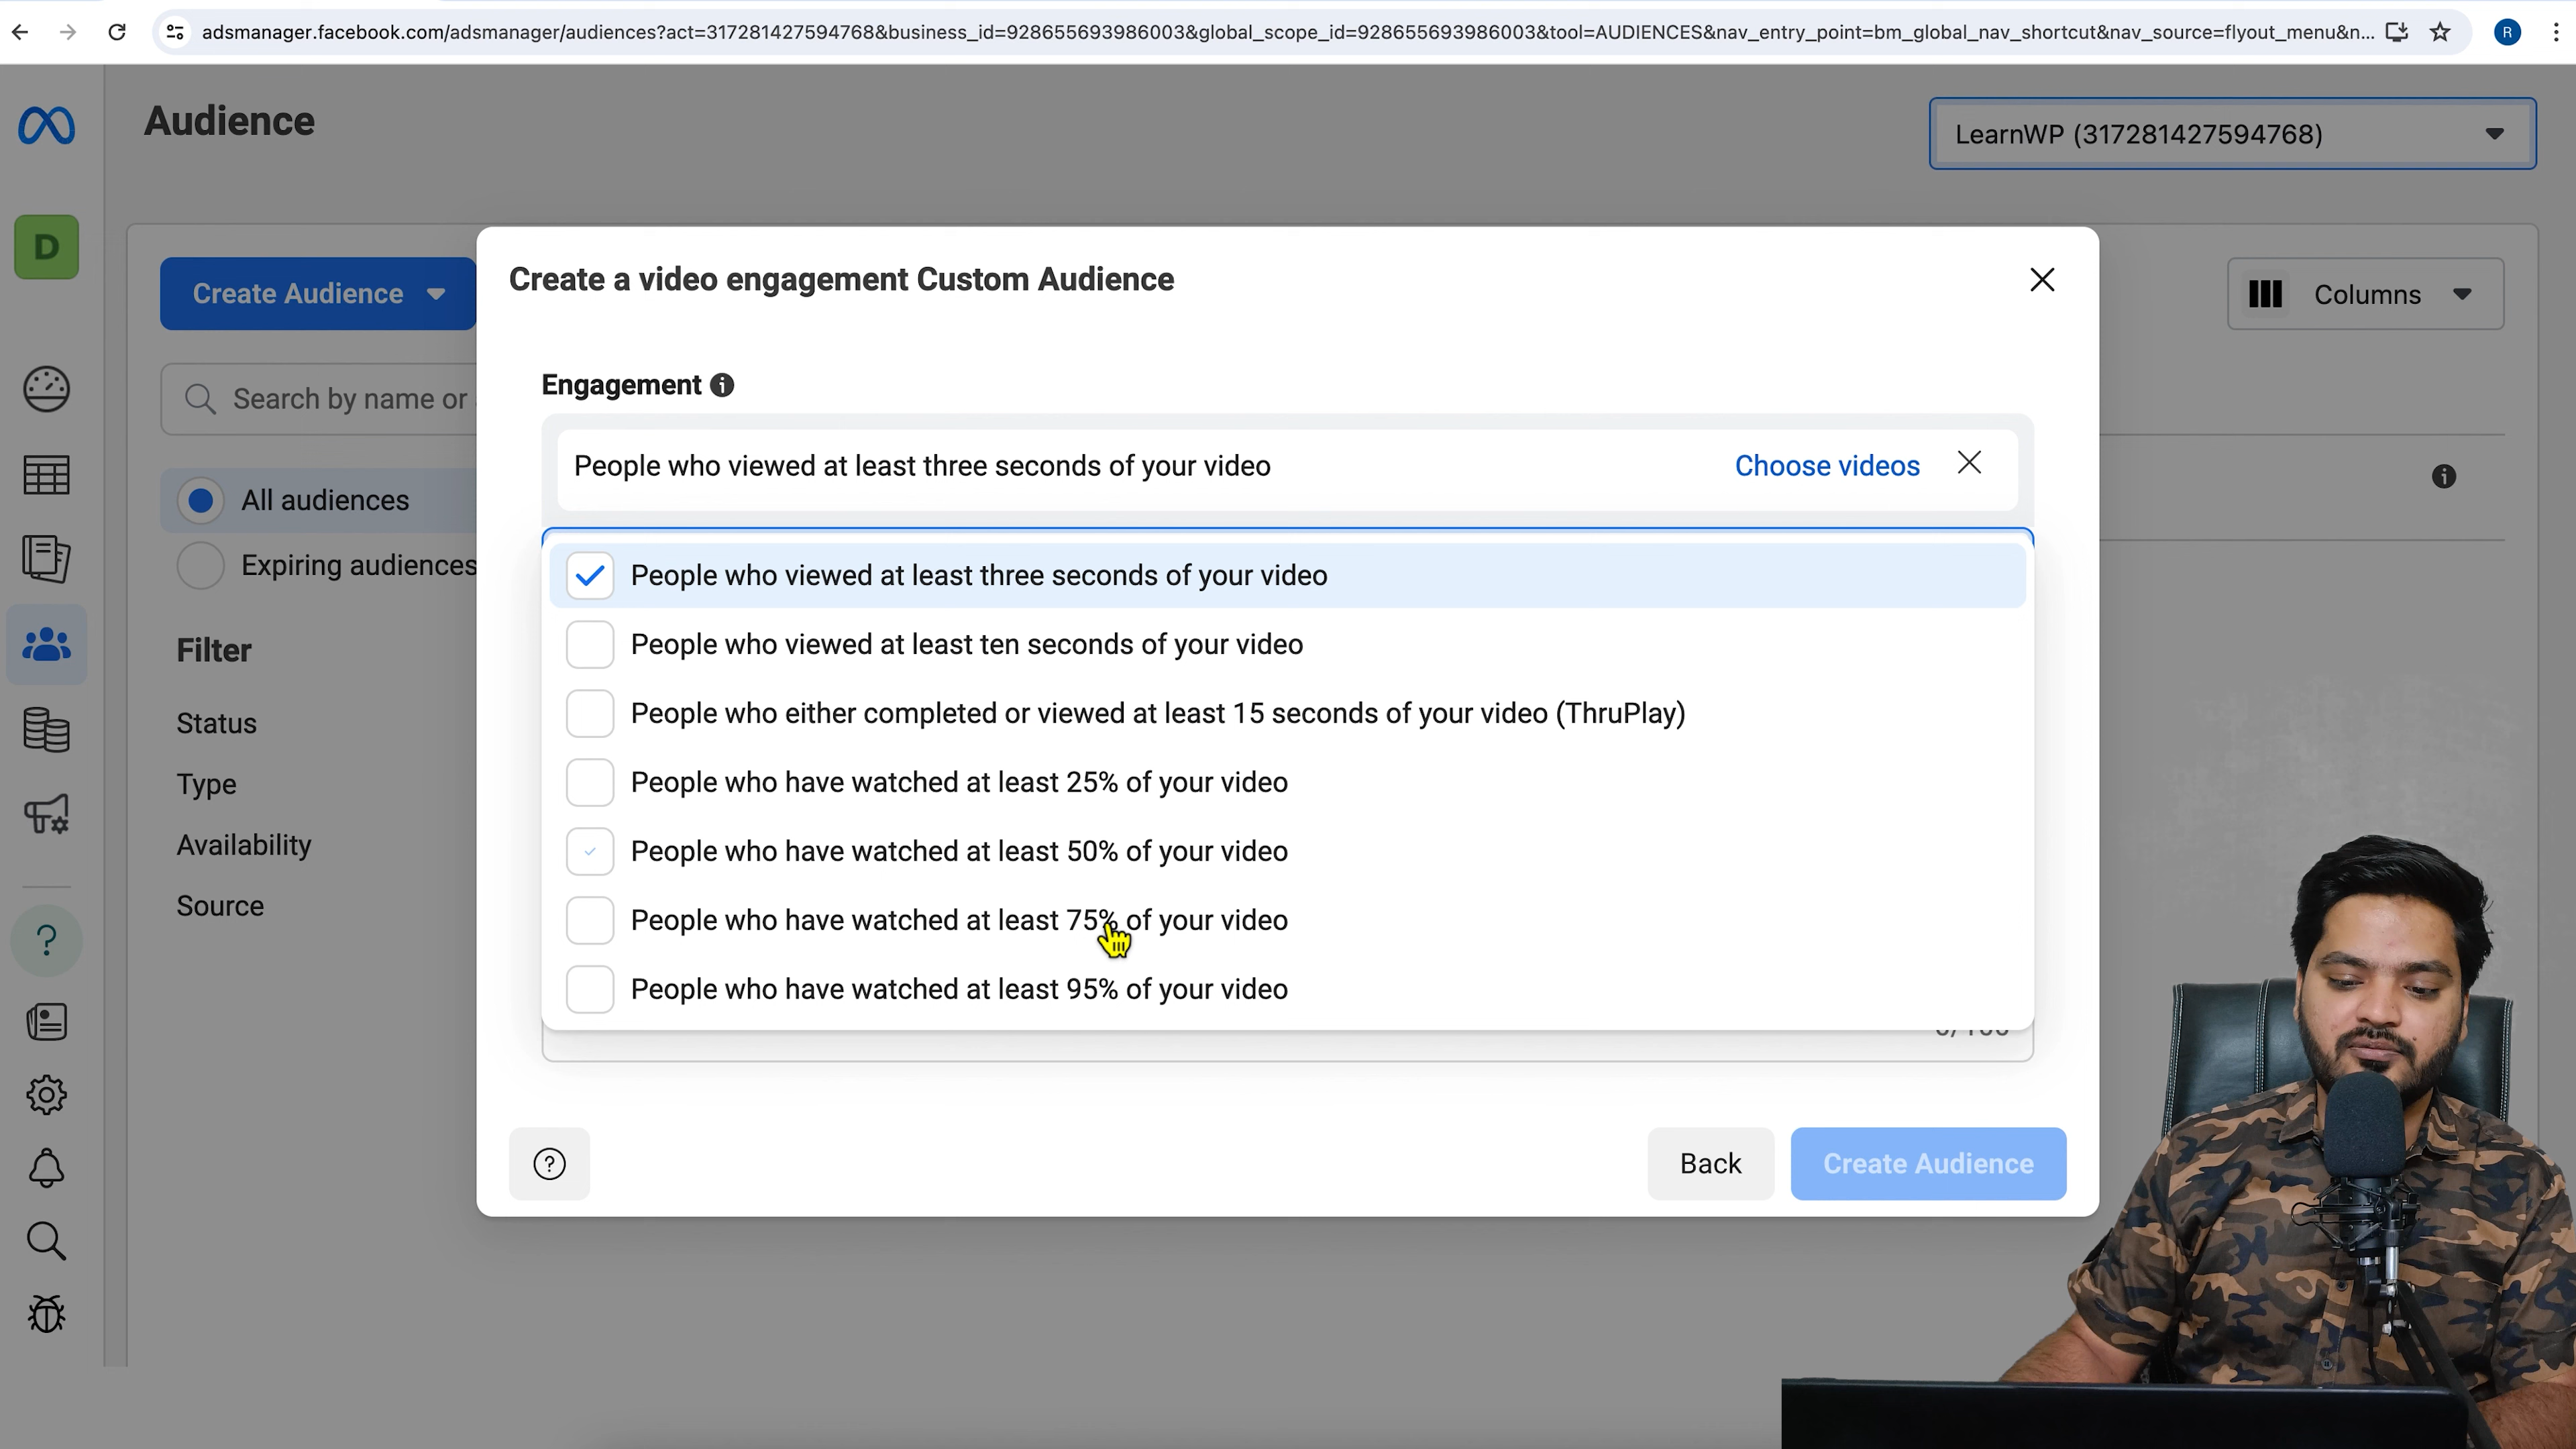 adsmanager.facebook.com/adsmanager/audiences?act=317281427594768&business_id=928655693986003&global_scope_id=928655693986003&tool=AUDIENCES&nav_entry_point=bm_global_nav_shortcut&nav_source=flyout_menu&n...
R
Audience
LearnWP (317281427594768)
D
Create Audience
Columns
Search by name or
All audiences
Expiring audiences
Filter
Status
Type
Availability
Source
Create a video engagement Custom Audience
Engagement
People who viewed at least three seconds of your video
Choose videos
People who viewed at least three seconds of your video
People who viewed at least ten seconds of your video
People who either completed or viewed at least 15 seconds of your video (ThruPlay)
People who have watched at least 25% of your video
People who have watched at least 50% of your video
People who have watched at least 75% of your video
People who have watched at least 95% of your video
Back
Create Audience